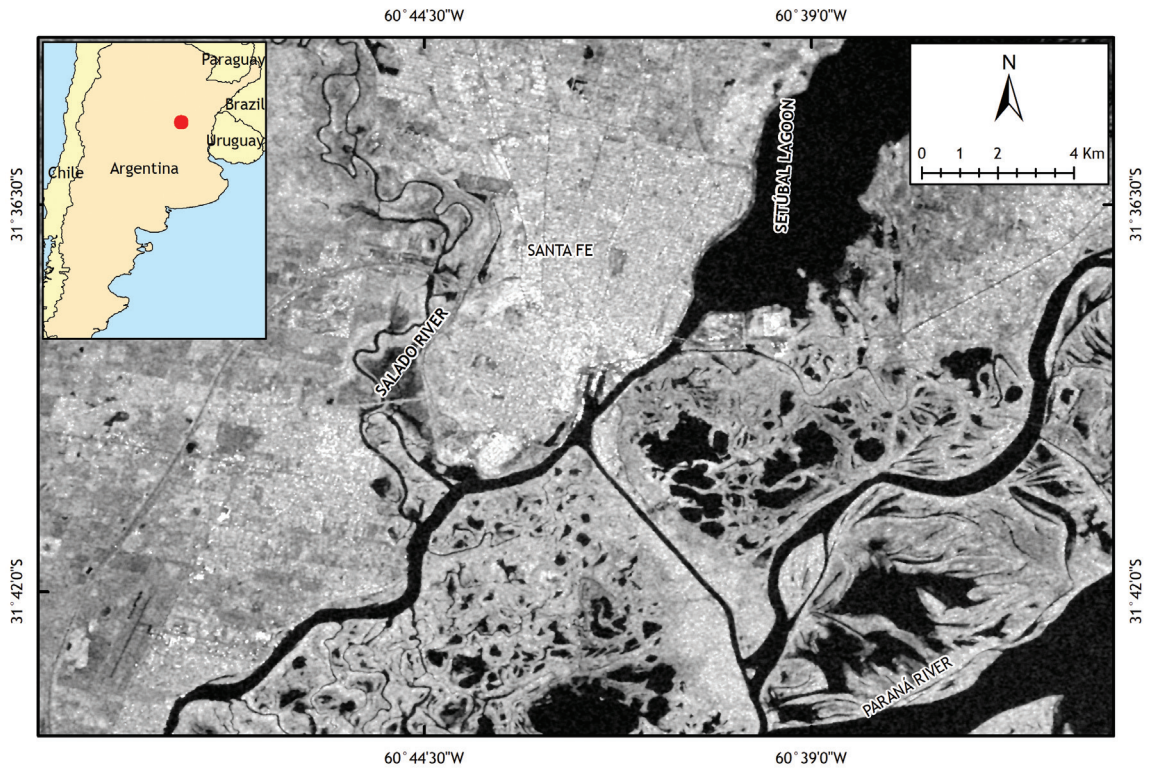 60°44'30"W
60°39'0"W
Paraguay
Brazil
Uruguay
Chile
Argentina
N
0 1 2 4 Km
SETÚBAL LAGOON
31°36'30"S
31°36'30"S
SANTA FE
SALADO RIVER
31°42'0"S
31°42'0"S
PARANÁ RIVER
60°44'30"W
60°39'0"W